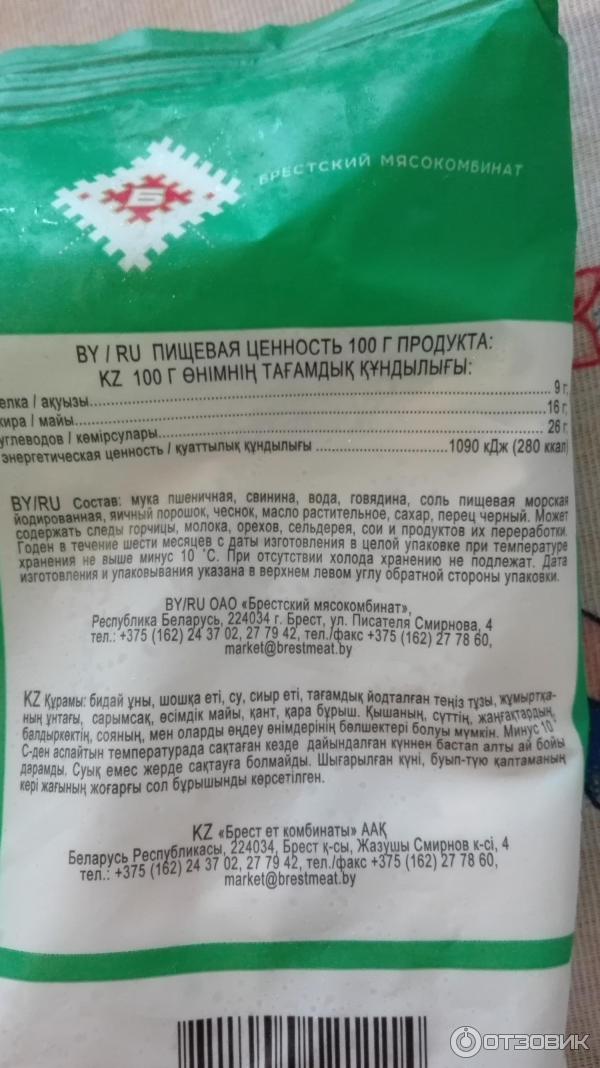 Б
БРЕСТСКИЙ МЯСОКОМБИНАТ
BY / RU ПИЩЕВАЯ ЦЕННОСТЬ 100 Г ПРОДУКТА:
KZ 100 Г ӨНІМНІҢ ТАҒАМДЫҚ ҚҰНДЫЛЫҒЫ:
елка / ақуызы.......................................................................... 9 г,
жира / майы.......................................................................... 16 г,
углеводов / көмірсулары.......................................................................... 26 г,
энергетическая ценность / қуаттылық құндылығы ........................ 1090 кДж (280 ккал)
BY/RU Состав: мука пшеничная, свинина, вода, говядина, соль пищевая морская
йодированная, яичный порошок, чеснок, масло растительное, сахар, перец черный. Может
содержать следы горчицы, молока, орехов, сельдерея, сои и продуктов их переработки.
Годен в течение шести месяцев с даты изготовления в целой упаковке при температуре
хранения не выше минус 10 °С. При отсутствии холода хранению не подлежат. Дата
изготовления и упаковывания указана в верхнем левом углу обратной стороны упаковки.
BY/RU ОАО «Брестский мясокомбинат»,
Республика Беларусь, 224034 г. Брест, ул. Писателя Смирнова, 4
тел.: +375 (162) 24 37 02, 27 79 42, тел./факс +375 (162) 27 78 60,
market@brestmeat.by
KZ Құрамы: бидай ұны, шошқа еті, су, сиыр еті, тағамдық йодталған теңіз тұзы, жұмыртқа-
ның ұнтағы, сарымсақ, өсімдік майы, қант, қара бұрыш. Қышаның, сүттің, жаңғақтардың,
балдыркөктің, сояның, мен оларды өңдеу өнімдерінің бөлшектері болуы мүмкін. Минус 10°
С-ден аспайтын температурада сақтаған кезде дайындалған күннен бастап алты ай бойы
дарамды. Суық емес жерде сақтауға болмайды. Шығарылған күні, буып-түю қаптаманың
кері жағының жоғарғы сол бұрышында көрсетілген.
KZ «Брест ет комбинаты» ААҚ
Беларусь Республикасы, 224034, Брест қ-сы, Жазушы Смирнов к-сі, 4
тел.: +375 (162) 24 37 02, 27 79 42, тел./факс +375 (162) 27 78 60,
market@brestmeat.by
ОТЗОВИК